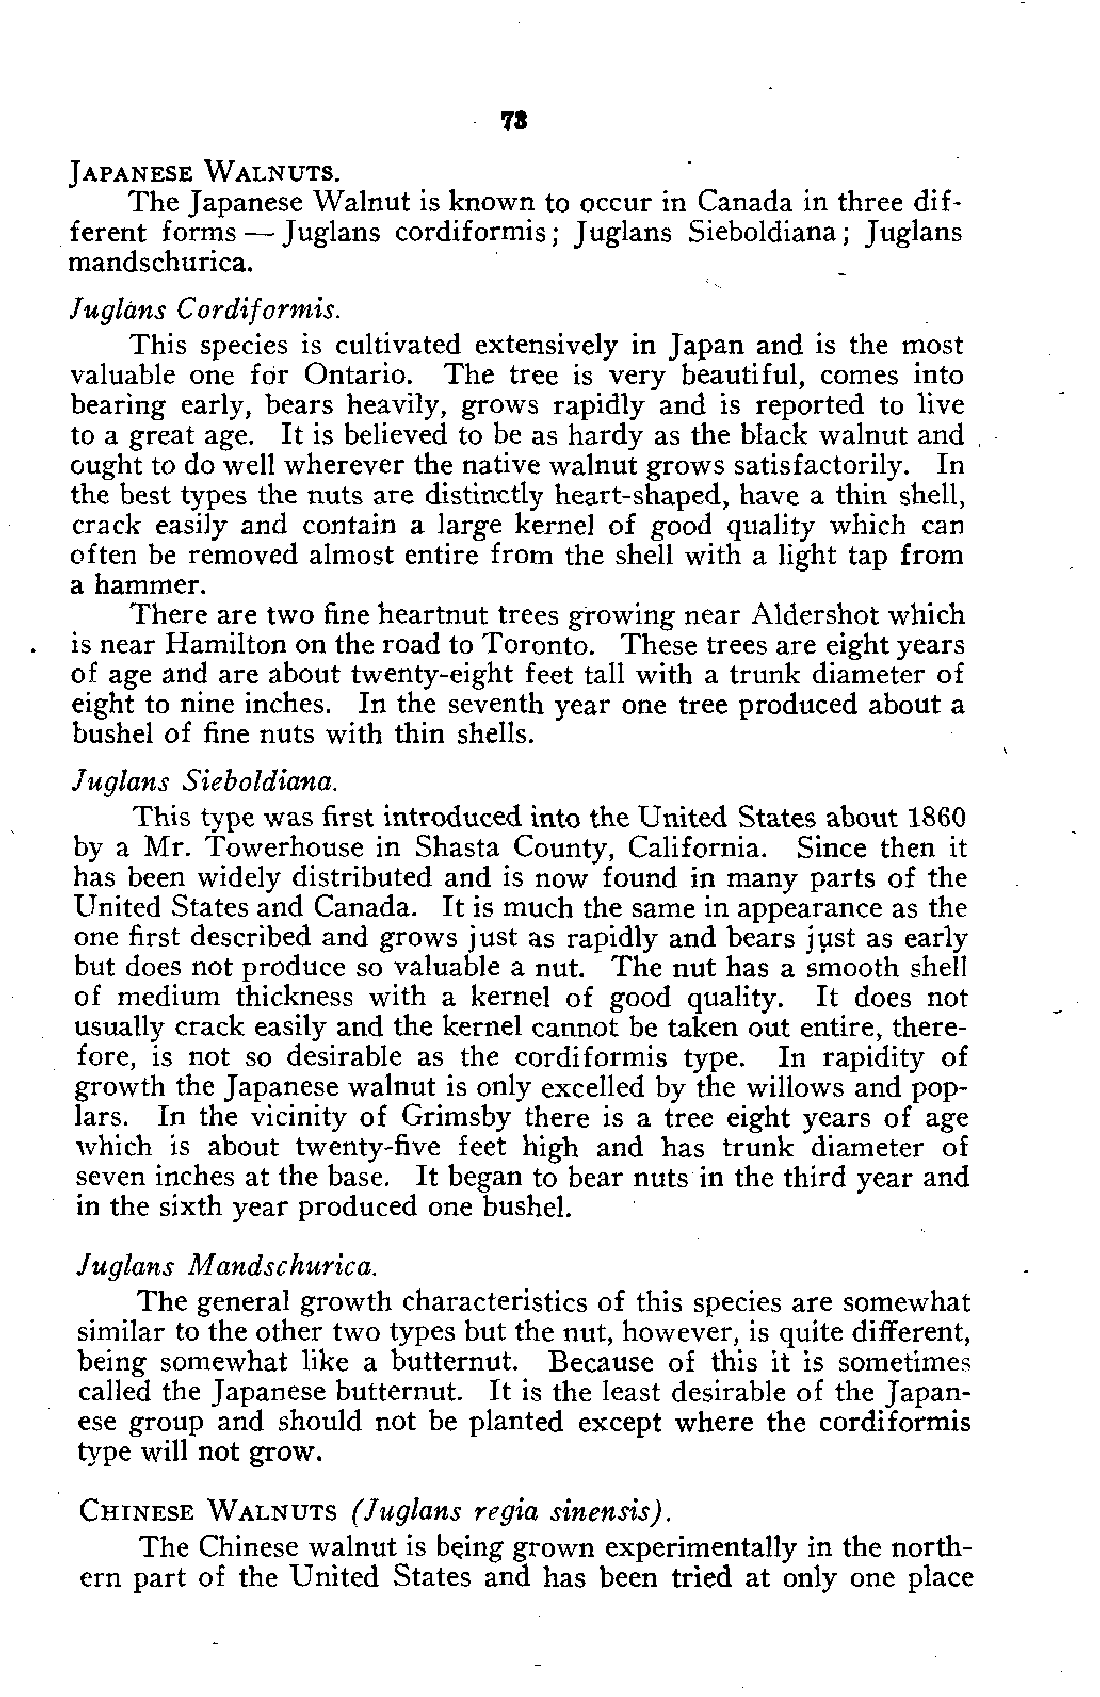 73
JAPANESE WALNUTS.
The Japanese Walnut is known to occur in Canada in three dif-
ferent forms — Juglans cordiformis; Juglans Sieboldiana; Juglans
mandschurica.
Juglans Cordiformis.
This species is cultivated extensively in Japan and is the most
valuable one for Ontario. The tree is very beautiful, comes into
bearing early, bears heavily, grows rapidly and is reported to live
to a great age. It is believed to be as hardy as the black walnut and
ought to do well wherever the native walnut grows satisfactorily. In
the best types the nuts are distinctly heart-shaped, have a thin shell,
crack easily and contain a large kernel of good quality which can
often be removed almost entire from the shell with a light tap from
a hammer.
There are two fine heartnut trees growing near Aldershot which
is near Hamilton on the road to Toronto. These trees are eight years
of age and are about twenty-eight feet tall with a trunk diameter of
eight to nine inches. In the seventh year one tree produced about a
bushel of fine nuts with thin shells.
Juglans Sieboldiana.
This type was first introduced into the United States about 1860
by a Mr. Towerhouse in Shasta County, California. Since then it
has been widely distributed and is now found in many parts of the
United States and Canada. It is much the same in appearance as the
one first described and grows just as rapidly and bears just as early
but does not produce so valuable a nut. The nut has a smooth shell
of medium thickness with a kernel of good quality. It does not
usually crack easily and the kernel cannot be taken out entire, there-
fore, is not so desirable as the cordiformis type. In rapidity of
growth the Japanese walnut is only excelled by the willows and pop-
lars. In the vicinity of Grimsby there is a tree eight years of age
which is about twenty-five feet high and has trunk diameter of
seven inches at the base. It began to bear nuts in the third year and
in the sixth year produced one bushel.
Juglans Mandschurica.
The general growth characteristics of this species are somewhat
similar to the other two types but the nut, however, is quite different,
being somewhat like a butternut. Because of this it is sometimes
called the Japanese butternut. It is the least desirable of the Japan-
ese group and should not be planted except where the cordiformis
type will not grow.
CHINESE WALNUTS (Juglans regia sinensis).
The Chinese walnut is being grown experimentally in the north-
ern part of the United States and has been tried at only one place